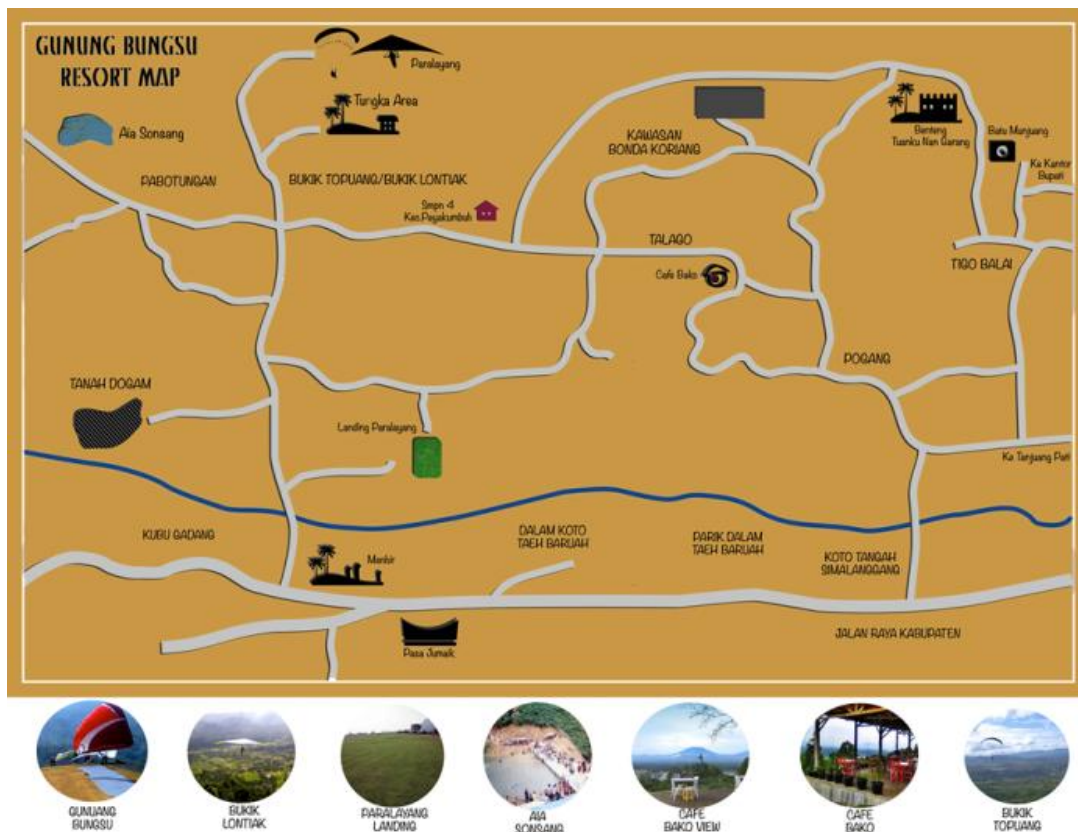 GUNUNG BUNGSU
RESORT MAP
Paralayang
Tungka Area
Aia Sonsang
PABOTUNGAN
BUKIK TOPUANG/BUKIK LONTIAK
Smpn 4
Kec.Payakumbuh
KAWASAN
BONDA KORIANG
Benteng
Tuanku Nan Garang
Batu Manjuang
Ka Kantor
Bupati
TALAGO
Cafe Bako
TIGO BALAI
POGANG
TANAH DOGAM
Landing Paralayang
Ka Tanjuang Pati
KUBU GADANG
DALAM KOTO
TAEH BARUAH
PARIK DALAM
TAEH BARUAH
KOTO TANGAH
SIMALANGGANG
Menhir
Pasa Jumaik
JALAN RAYA KABUPATEN
GUNUANG
BUNGSU
BUKIK
LONTIAK
PARALAYANG
LANDING
AIA
SONSANG
CAFE
BAKO VIEW
CAFE
BAKO
BUKIK
TOPUANG